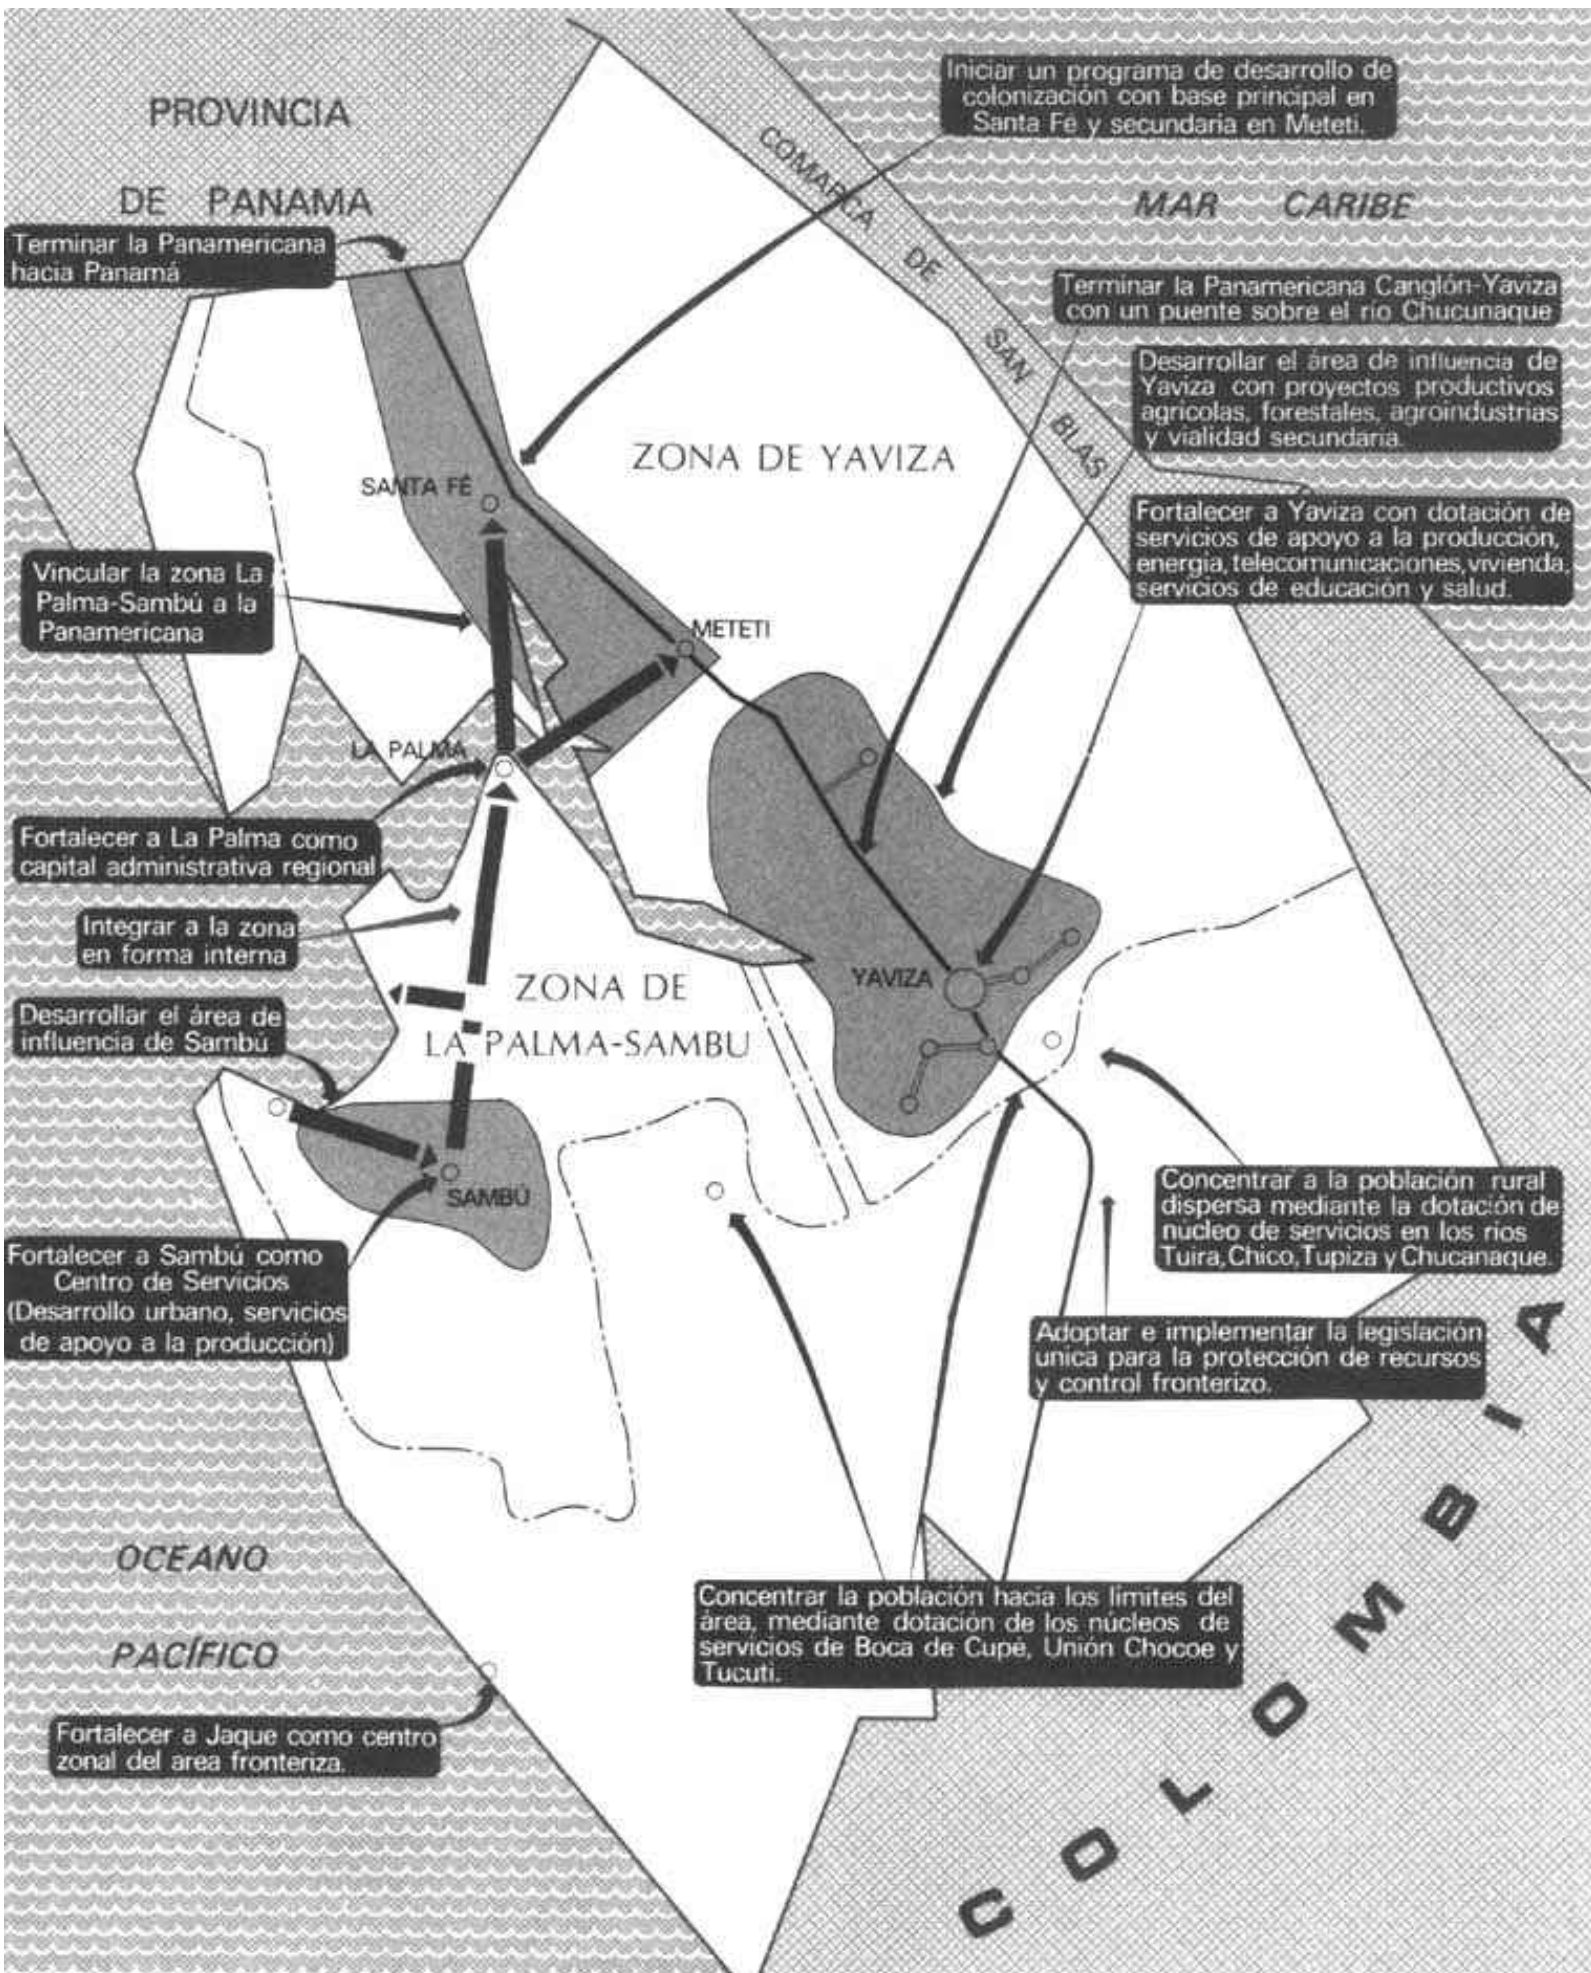 PROVINCIA
DE PANAMA
Iniciar un programa de desarrollo de
colonización con base principal en
Santa Fé y secundaria en Meteti.
COMARCA DE SAN BLAS
MAR CARIBE
Terminar la Panamericana
hacia Panamá
Terminar la Panamericana Canglón-Yaviza
con un puente sobre el río Chucunaque
Desarrollar el área de influencia de
Yaviza con proyectos productivos
agrícolas, forestales, agroindustrias
y vialidad secundaria.
ZONA DE YAVIZA
SANTA FÉ
Fortalecer a Yaviza con dotación de
servicios de apoyo a la producción,
energía, telecomunicaciones, vivienda,
servicios de educación y salud.
Vincular la zona La
Palma-Sambú a la
Panamericana
METETI
LA PALMA
Fortalecer a La Palma como
capital administrativa regional
Integrar a la zona
en forma interna
YAVIZA
ZONA DE
LA PALMA-SAMBU
Desarrollar el área de
influencia de Sambú
SAMBÚ
Concentrar a la población rural
dispersa mediante la dotación de
núcleo de servicios en los ríos
Tuira, Chico, Tupiza y Chucanaque.
Fortalecer a Sambú como
Centro de Servicios
(Desarrollo urbano, servicios
de apoyo a la producción)
Adoptar e implementar la legislación
única para la protección de recursos
y control fronterizo.
OCEANO
PACÍFICO
Concentrar la población hacia los límites del
área, mediante dotación de los núcleos de
servicios de Boca de Cupé, Unión Chocoe y
Tucuti.
Fortalecer a Jaque como centro
zonal del area fronteriza.
COLOMBIA